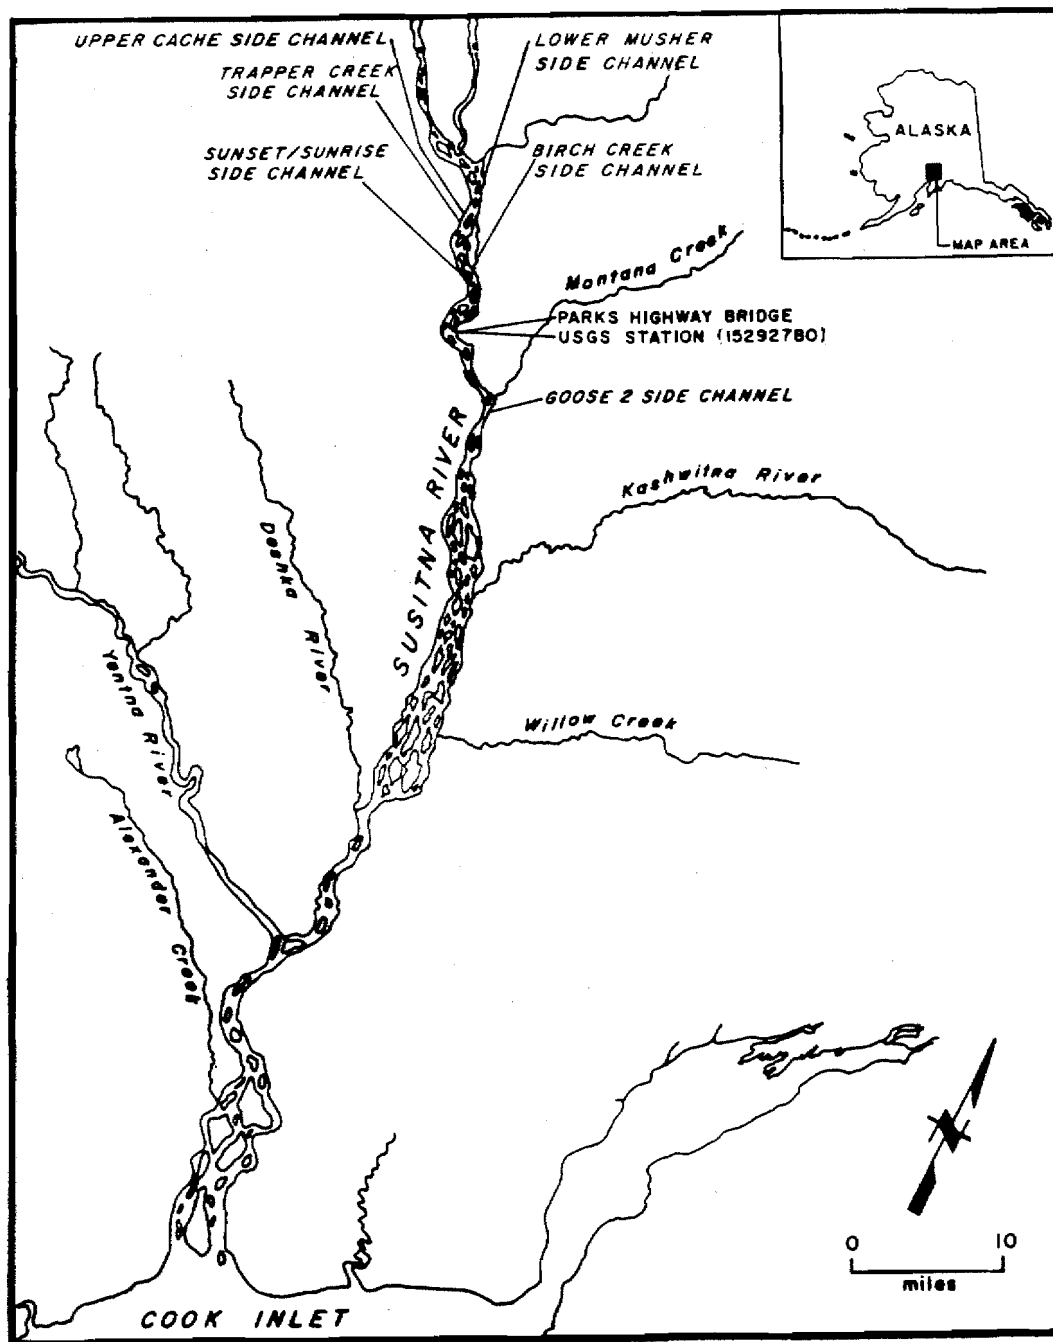 UPPER CACHE SIDE CHANNEL
LOWER MUSHER
SIDE CHANNEL
TRAPPER CREEK
SIDE CHANNEL
ALASKA
SUNSET/SUNRISE
SIDE CHANNEL
BIRCH CREEK
SIDE CHANNEL
MAP AREA
Montana Creek
PARKS HIGHWAY BRIDGE
USGS STATION (15292780)
GOOSE 2 SIDE CHANNEL
SUSITNA RIVER
Kashwitna River
Deshka River
Yentna River
Willow Creek
Alexander Creek
0 10
miles
COOK INLET